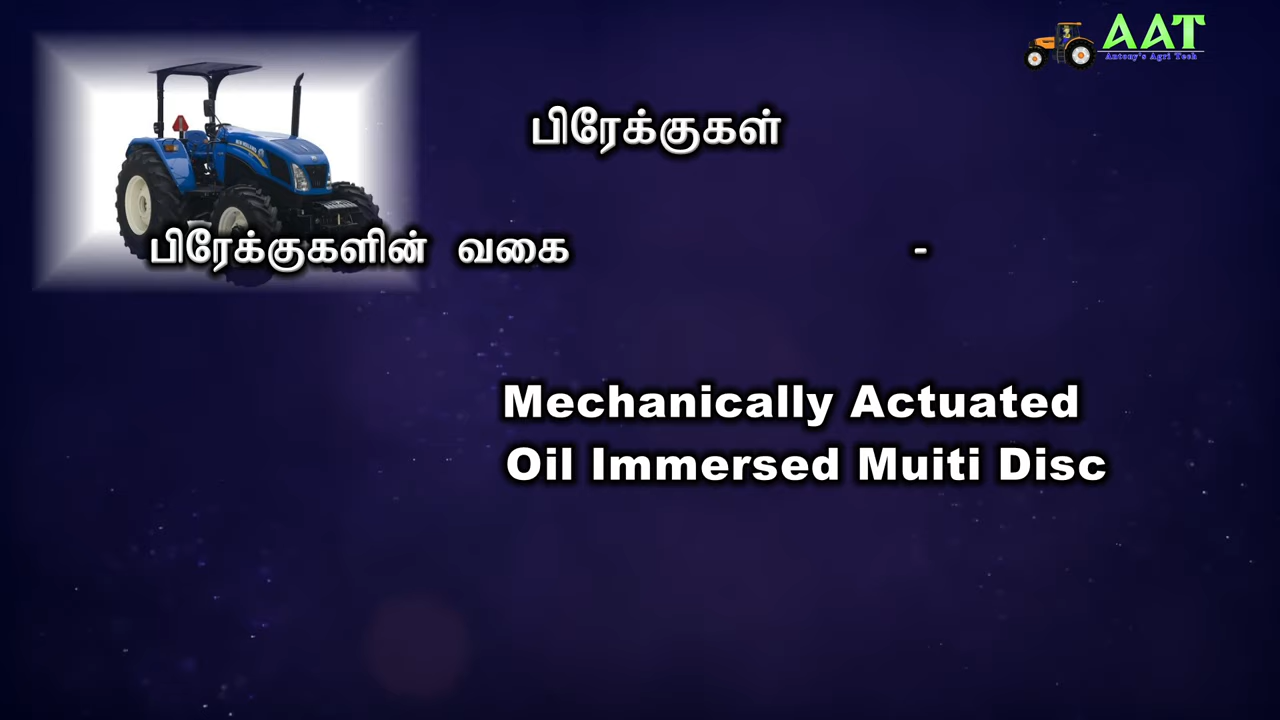 AAT
Antony's Agri Tech
பிரேக்குகள்
பிரேக்குகளின் வகை -
Mechanically Actuated
Oil Immersed Muiti Disc